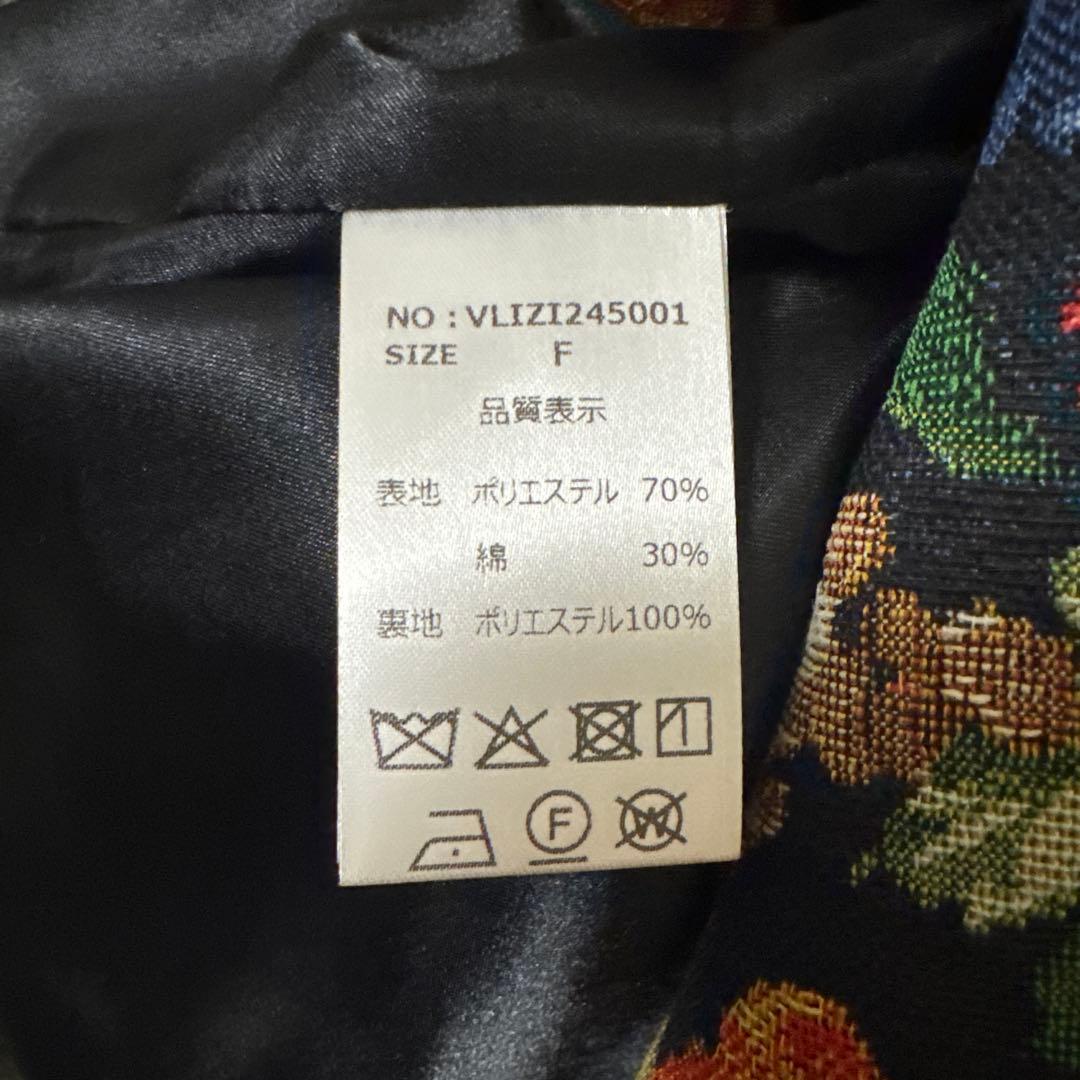 NO : VLIZI245001
SIZE F
品質表示
表地 ポリエステル 70%
綿 30%
裏地 ポリエステル100%
F W